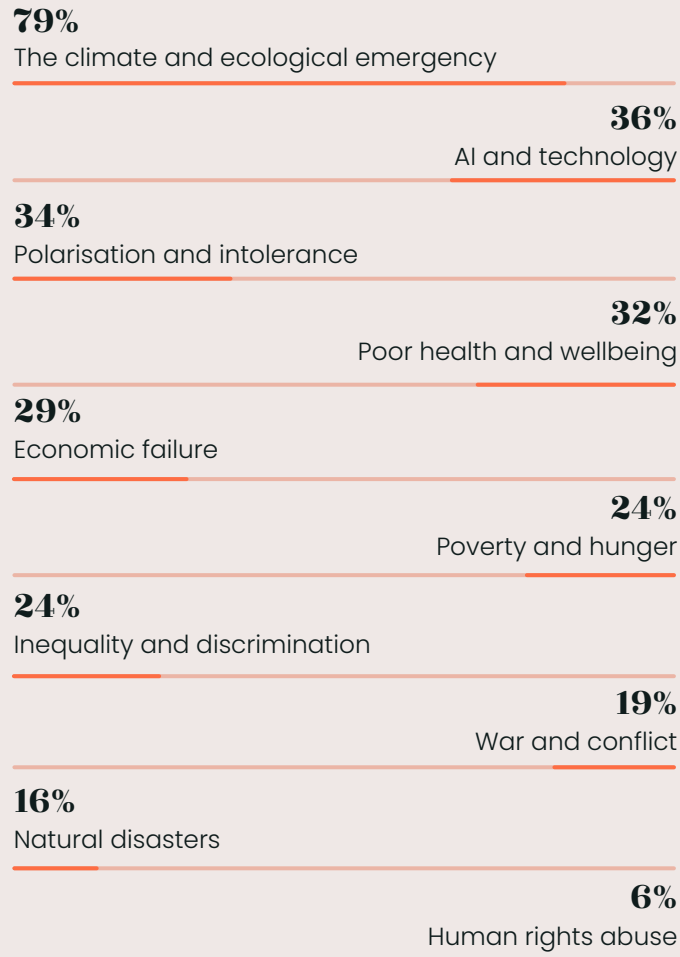 79%
The climate and ecological emergency
36%
AI and technology
34%
Polarisation and intolerance
32%
Poor health and wellbeing
29%
Economic failure
24%
Poverty and hunger
24%
Inequality and discrimination
19%
War and conflict
16%
Natural disasters
6%
Human rights abuse